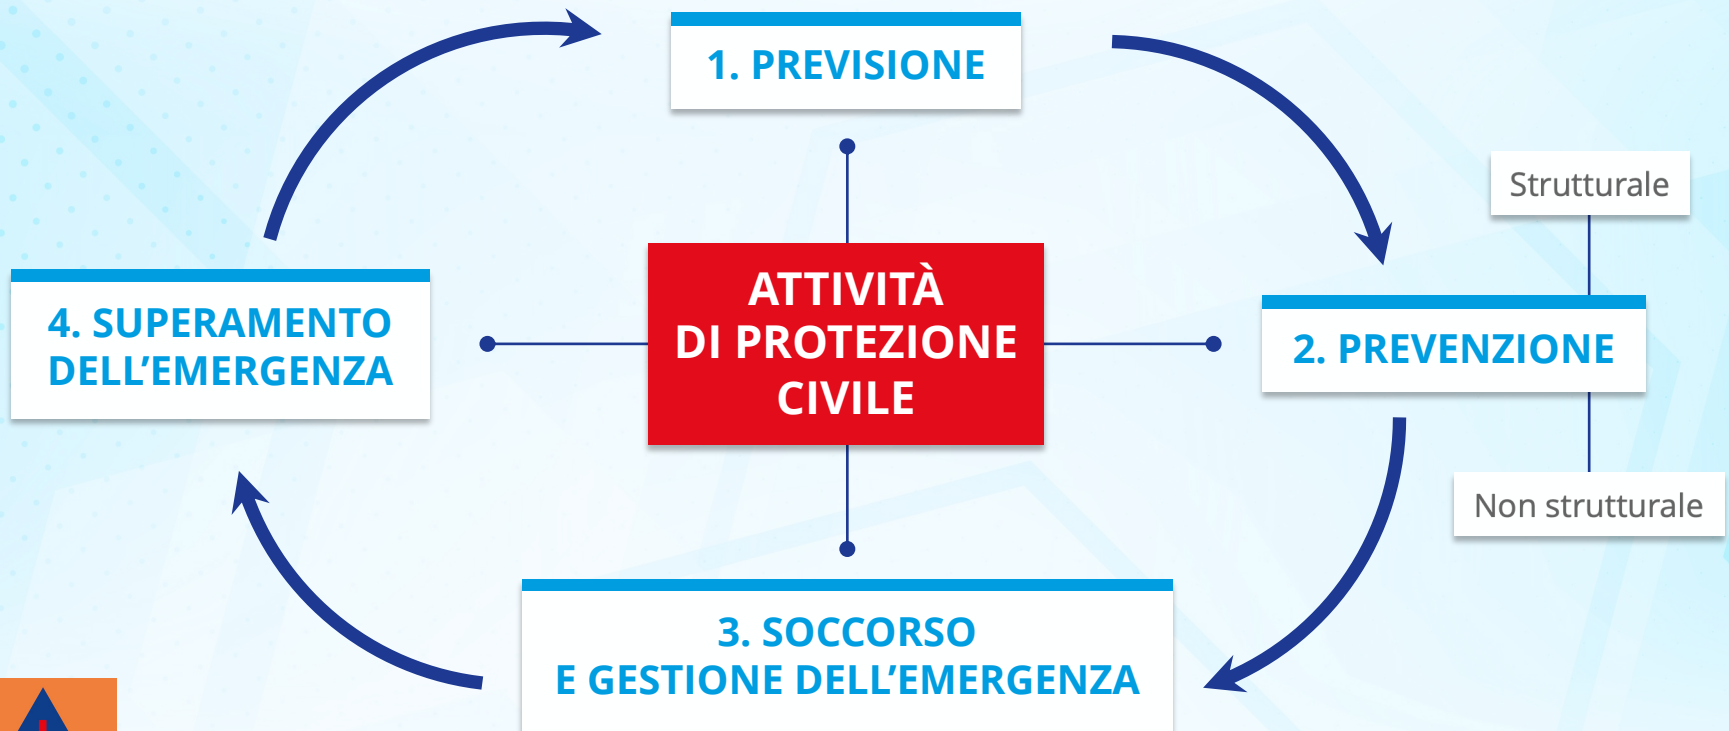 1. PREVISIONE
Strutturale
ATTIVITÀ
DI PROTEZIONE
CIVILE
4. SUPERAMENTO
DELL’EMERGENZA
2. PREVENZIONE
Non strutturale
3. SOCCORSO
E GESTIONE DELL’EMERGENZA